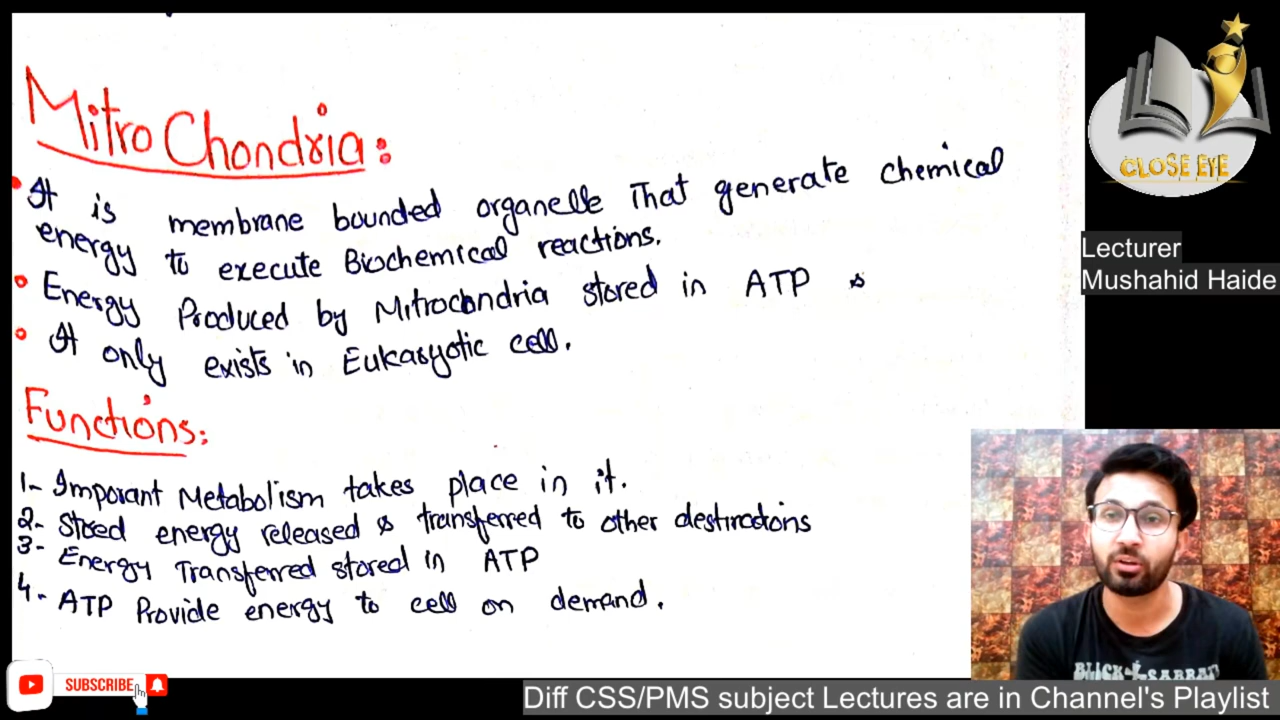 Mitro Chondria:
• It is membrane bounded organelle That generate chemical
energy to execute Biochemical reactions.
• Energy Produced by Mitrocondria stored in ATP &
• It only exists in Eukaryotic cell.
Functions:
1- Imporant Metabolism takes place in it.
2- Stored energy released & transferred to other destinations
3- Energy Transferred stored in ATP
4- ATP Provide energy to cell on demand.
CLOSE EYE
Lecturer
Mushahid Haide
BLACK SABBAT
SUBSCRIBE
Diff CSS/PMS subject Lectures are in Channel's Playlist